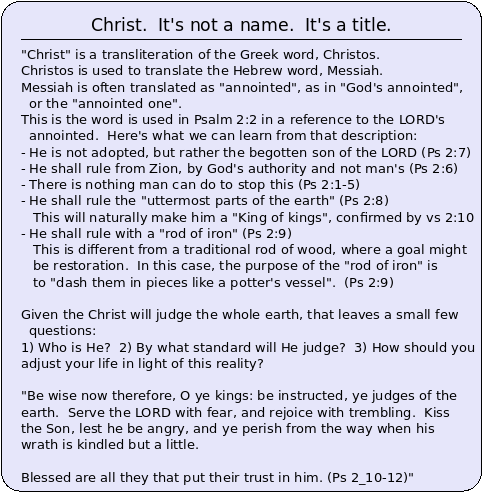 Christ.  It's not a name.  It's a title.
"Christ" is a transliteration of the Greek word, Christos.
Christos is used to translate the Hebrew word, Messiah.
Messiah is often translated as "annointed", as in "God's annointed",
or the "annointed one".
This is the word is used in Psalm 2:2 in a reference to the LORD's
annointed.  Here's what we can learn from that description:
- He is not adopted, but rather the begotten son of the LORD (Ps 2:7)
- He shall rule from Zion, by God's authority and not man's (Ps 2:6)
- There is nothing man can do to stop this (Ps 2:1-5)
- He shall rule the "uttermost parts of the earth" (Ps 2:8)
This will naturally make him a "King of kings", confirmed by vs 2:10
- He shall rule with a "rod of iron" (Ps 2:9)
This is different from a traditional rod of wood, where a goal might
be restoration.  In this case, the purpose of the "rod of iron" is
to "dash them in pieces like a potter's vessel".  (Ps 2:9)
Given the Christ will judge the whole earth, that leaves a small few
questions:
1) Who is He?  2) By what standard will He judge?  3) How should you
adjust your life in light of this reality?
"Be wise now therefore, O ye kings: be instructed, ye judges of the
earth.  Serve the LORD with fear, and rejoice with trembling.  Kiss
the Son, lest he be angry, and ye perish from the way when his
wrath is kindled but a little.
Blessed are all they that put their trust in him. (Ps 2_10-12)"